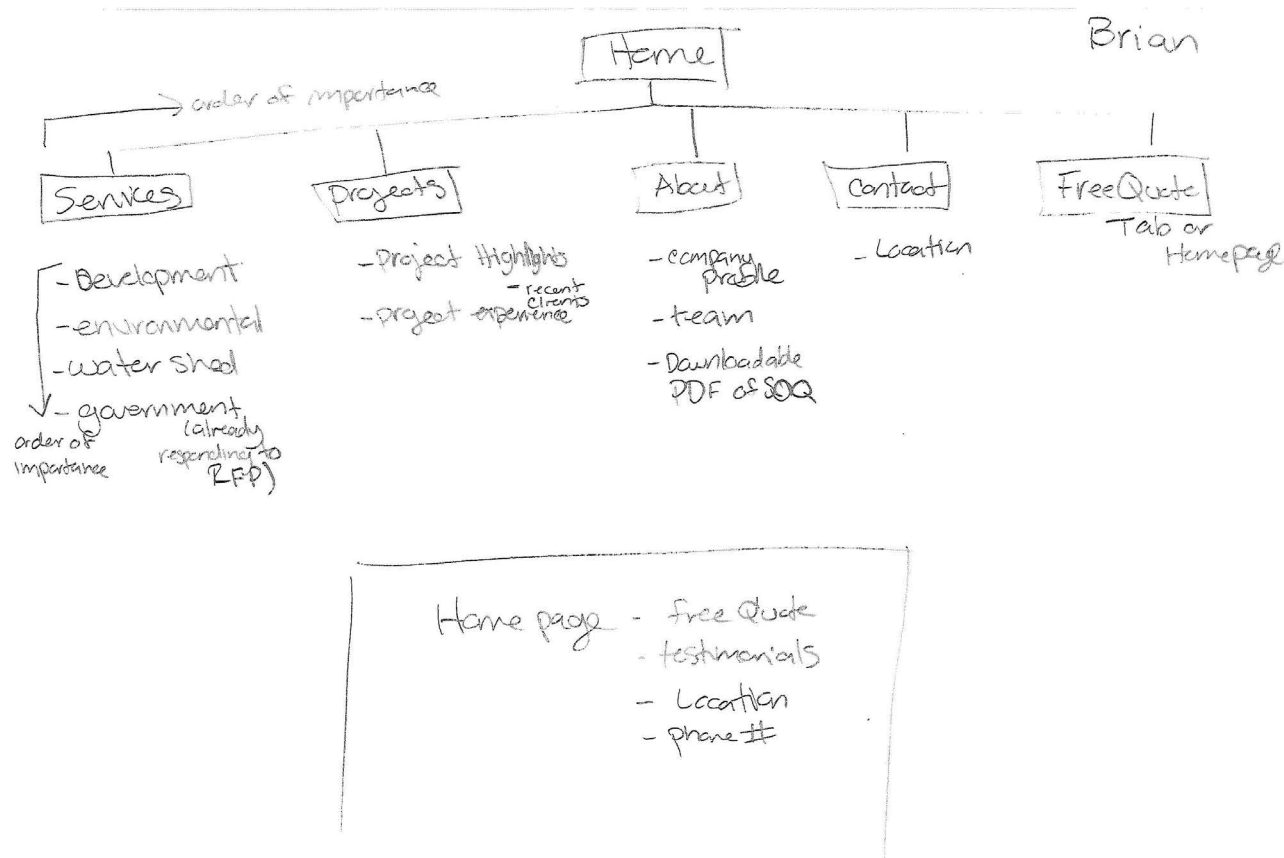 Brian
Home
order of importance
Services
Projects
About
Contact
Free Quote
Tab or
Homepage
- Development
- environmental
- water shed
- government
(already
responding to
RFP)
order of
importance
- Project Highlights
- recent
clients
- project experience
- company
profile
- team
- Downloadable
PDF of SOQ
- Location
Home page - free Quote
- testimonials
- Location
- phone #